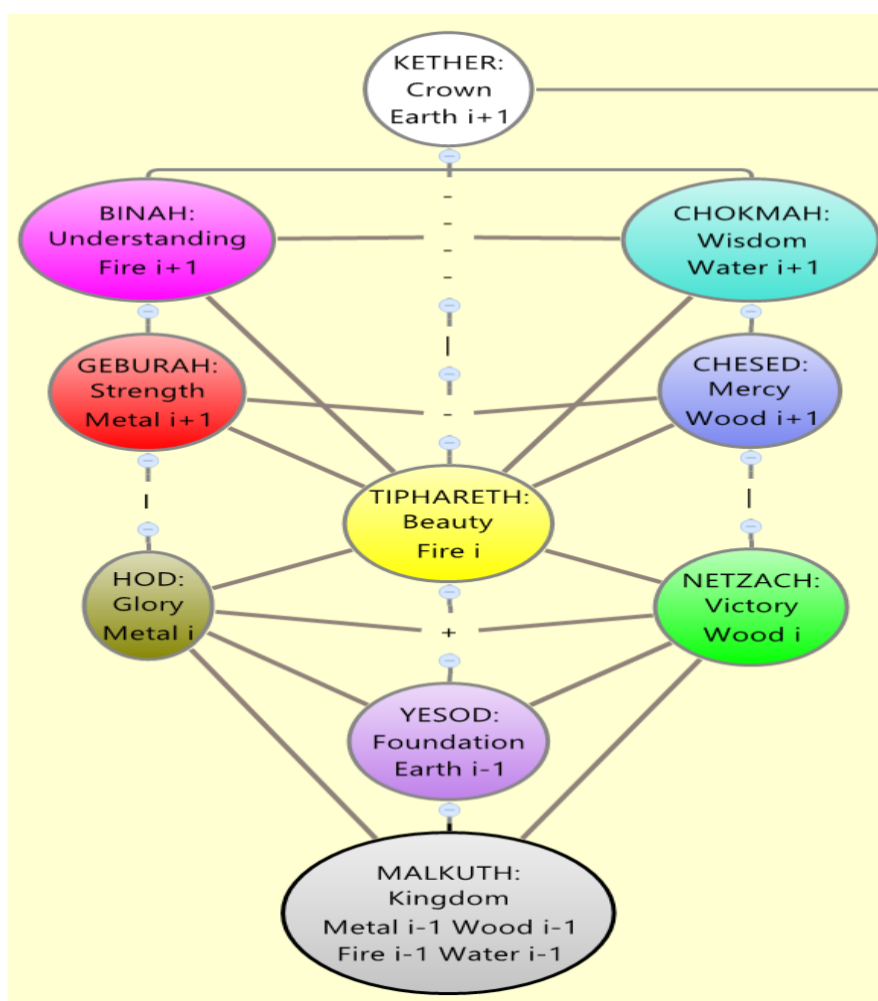 KETHER:
Crown
Earth i+1
BINAH:
Understanding
Fire i+1
CHOKMAH:
Wisdom
Water i+1
GEBURAH:
Strength
Metal i+1
CHESED:
Mercy
Wood i+1
TIPHARETH:
Beauty
Fire i
HOD:
Glory
Metal i
NETZACH:
Victory
Wood i
+
YESOD:
Foundation
Earth i-1
MALKUTH:
Kingdom
Metal i-1 Wood i-1
Fire i-1 Water i-1